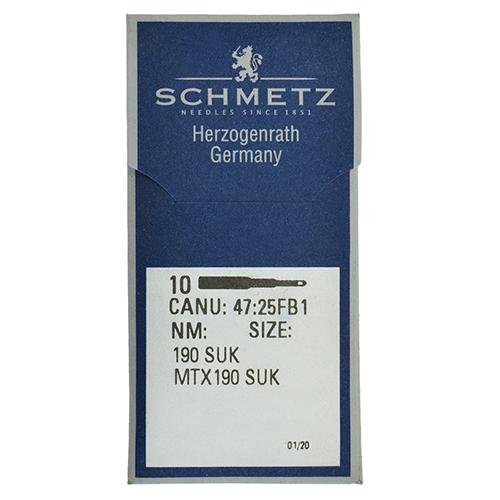 SCHMETZ
NEEDLES SINCE 1851
Herzogenrath
Germany
10
CANU: 47:25FB1
NM: SIZE:
190 SUK
MTX190 SUK
01/20